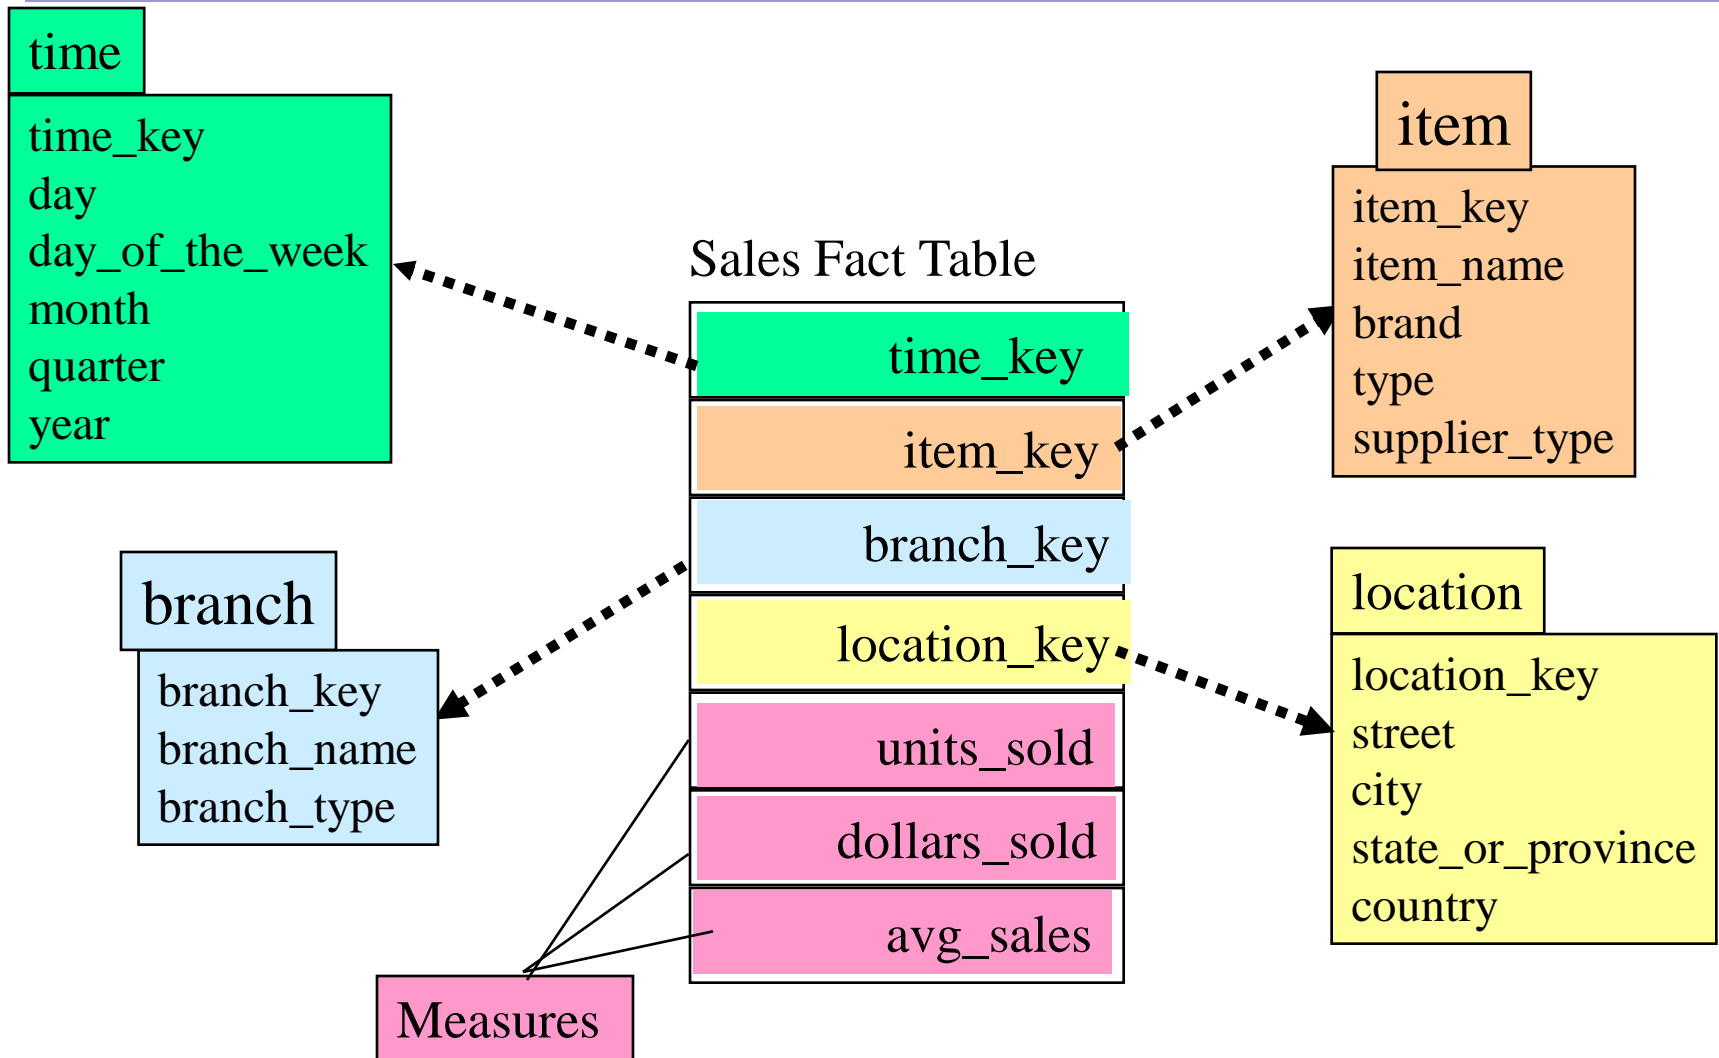 time
time_key
day
day_of_the_week
month
quarter
year
item
item_key
item_name
brand
type
supplier_type
Sales Fact Table
time_key
item_key
branch_key
location_key
units_sold
dollars_sold
avg_sales
branch
branch_key
branch_name
branch_type
location
location_key
street
city
state_or_province
country
Measures